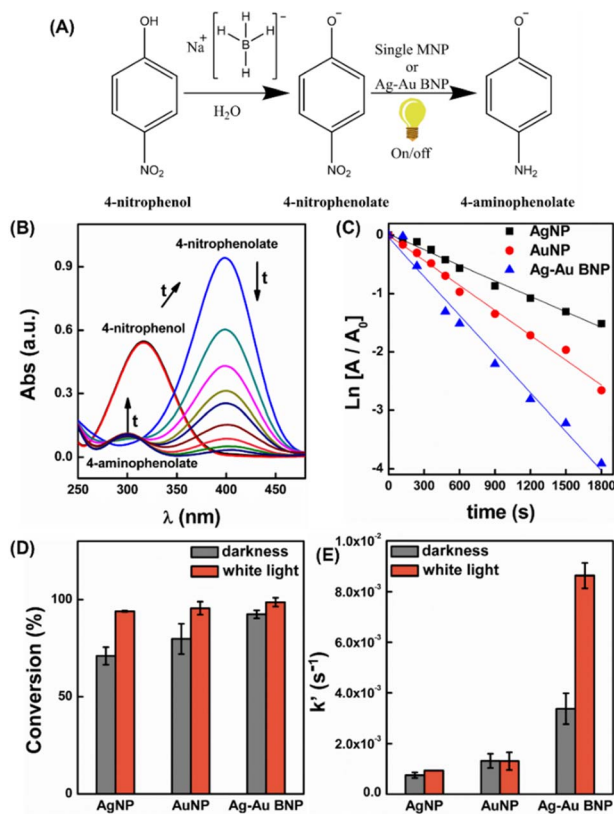 (A)
OH
Na+
H
H B H
H
−
H2O
NO2
4-nitrophenol
O−
NO2
4-nitrophenolate
Single MNP
or
Ag-Au BNP
On/off
O−
NH2
4-aminophenolate
(B)
Abs (a.u.)
0.9
0.6
0.3
0.0
4-nitrophenolate
t
t
4-nitrophenol
t
4-aminophenolate
250 300 350 400 450
λ (nm)
(C)
Ln [A / A0]
0
-1
-2
-3
-4
AgNP
AuNP
Ag-Au BNP
0 300 600 900 1200 1500 1800
time (s)
(D)
Conversion (%)
100
50
0
darkness
white light
AgNP AuNP Ag-Au BNP
(E)
k' (s-1)
1.0x10-2
8.0x10-3
6.0x10-3
4.0x10-3
2.0x10-3
0.0
darkness
white light
AgNP AuNP Ag-Au BNP